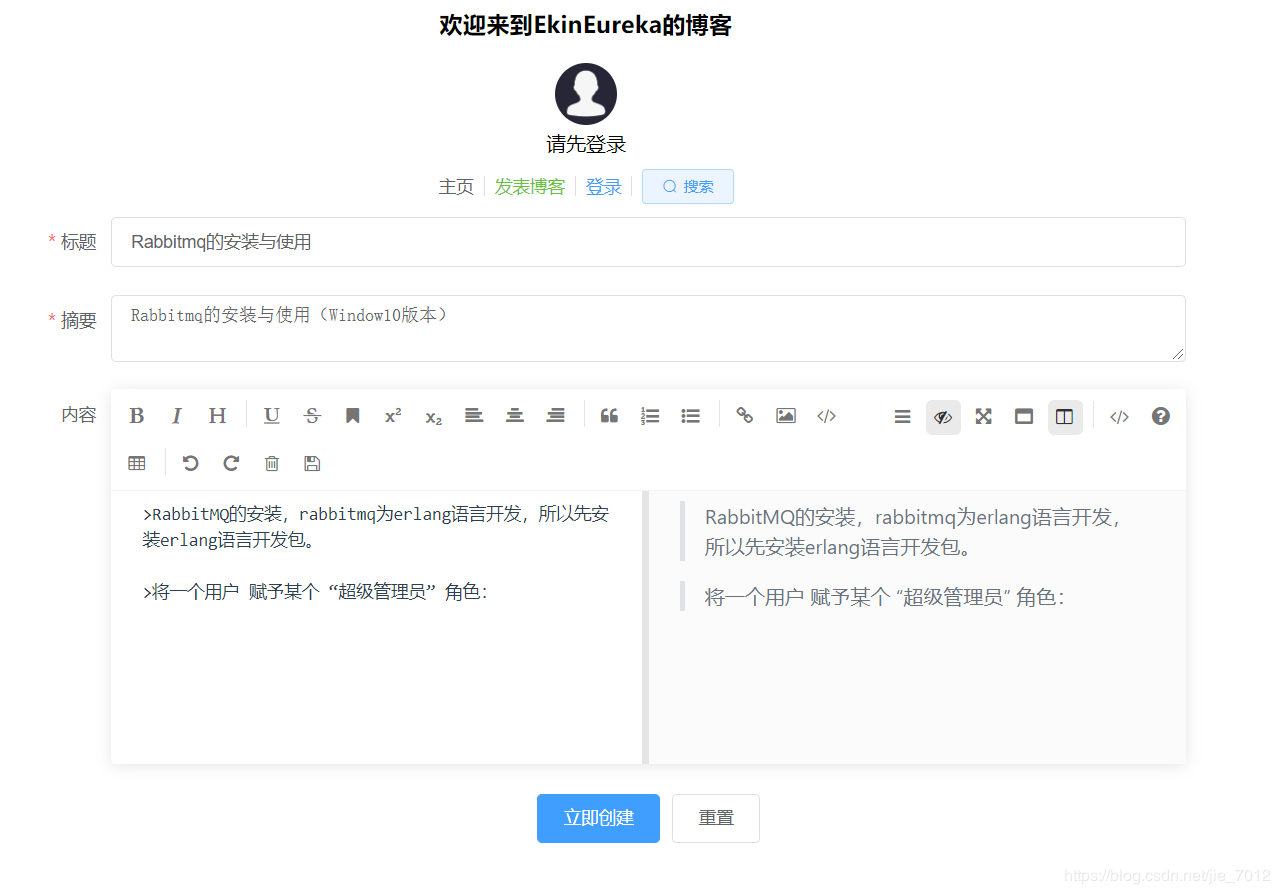 欢迎来到EkinEureka的博客
请先登录
主页 发表博客 登录 搜索
* 标题 Rabbitmq的安装与使用
* 摘要 Rabbitmq的安装与使用（Window10版本）
内容
>RabbitMQ的安装，rabbitmq为erlang语言开发，所以先安
装erlang语言开发包。
>将一个用户 赋予某个“超级管理员”角色：
RabbitMQ的安装，rabbitmq为erlang语言开发，
所以先安装erlang语言开发包。
将一个用户 赋予某个 “超级管理员” 角色：
立即创建 重置
https://blog.csdn.net/jie_7012